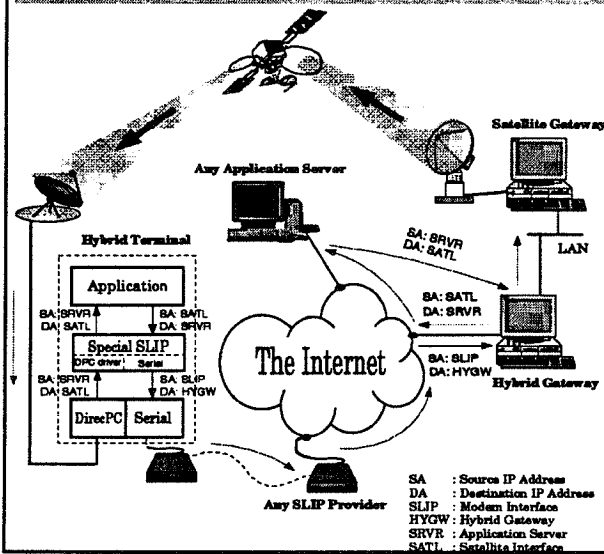 Satellite Gateway
Any Application Server
LAN
Hybrid Terminal
Application
SA: SRVR
DA: SATL
SA: SATL
DA: SRVR
Special SLIP
DPC driver
Serial
SA: SRVR
DA: SATL
SA: SLIP
DA: HYGW
DirecPC
Serial
SA: SRVR
DA: SATL
SA: SATL
DA: SRVR
The Internet
SA: SLIP
DA: HYGW
Hybrid Gateway
Any SLIP Provider
SA : Source IP Address
DA : Destination IP Address
SLIP : Modem Interface
HYGW : Hybrid Gateway
SRVR : Application Server
SATL : Satellite Interface